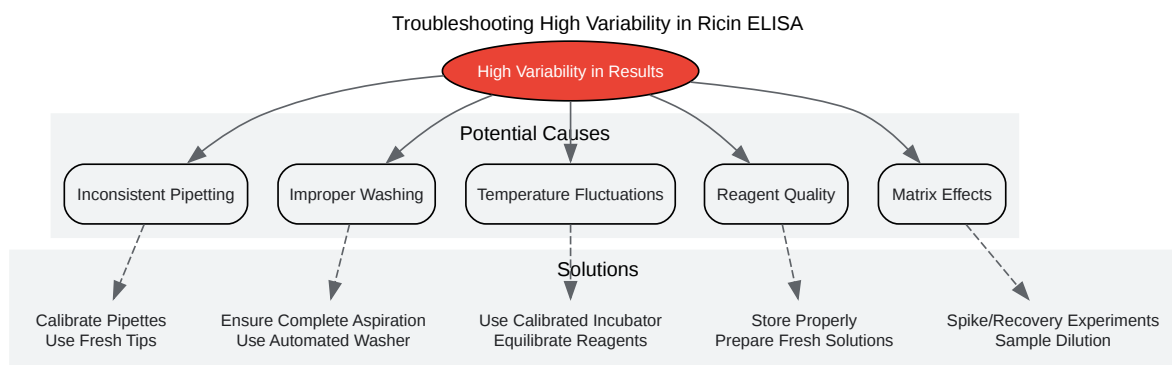 Troubleshooting High Variability in Ricin ELISA
High Variability in Results
Potential Causes
Inconsistent Pipetting
Improper Washing
Temperature Fluctuations
Reagent Quality
Matrix Effects
Solutions
Calibrate Pipettes
Use Fresh Tips
Ensure Complete Aspiration
Use Automated Washer
Use Calibrated Incubator
Equilibrate Reagents
Store Properly
Prepare Fresh Solutions
Spike/Recovery Experiments
Sample Dilution